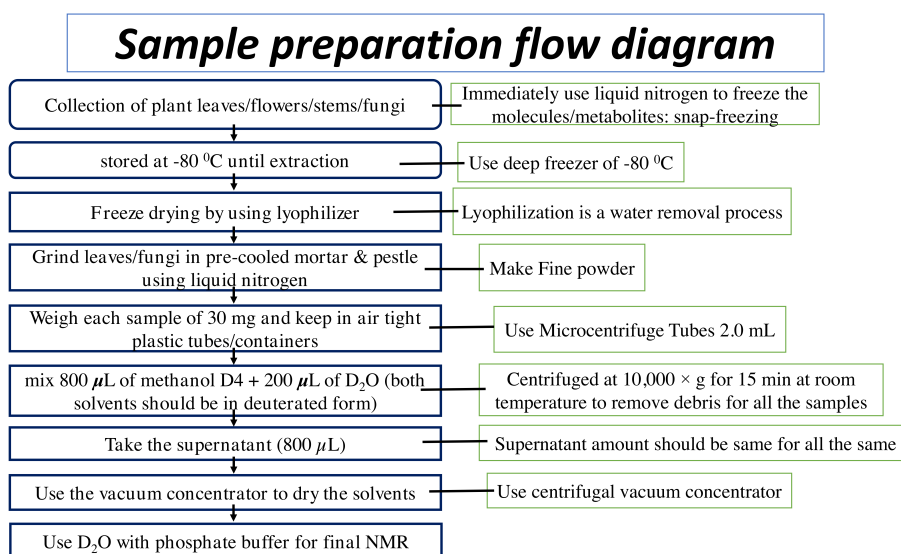 Sample preparation flow diagram
Collection of plant leaves/flowers/stems/fungi
Immediately use liquid nitrogen to freeze the
molecules/metabolites: snap-freezing
stored at -80 ⁰C until extraction
Use deep freezer of -80 ⁰C
Freeze drying by using lyophilizer
Lyophilization is a water removal process
Grind leaves/fungi in pre-cooled mortar & pestle
using liquid nitrogen
Make Fine powder
Weigh each sample of 30 mg and keep in air tight
plastic tubes/containers
Use Microcentrifuge Tubes 2.0 mL
mix 800 µL of methanol D4 + 200 µL of D₂O (both
solvents should be in deuterated form)
Centrifuged at 10,000 × g for 15 min at room
temperature to remove debris for all the samples
Take the supernatant (800 µL)
Supernatant amount should be same for all the same
Use the vacuum concentrator to dry the solvents
Use centrifugal vacuum concentrator
Use D₂O with phosphate buffer for final NMR